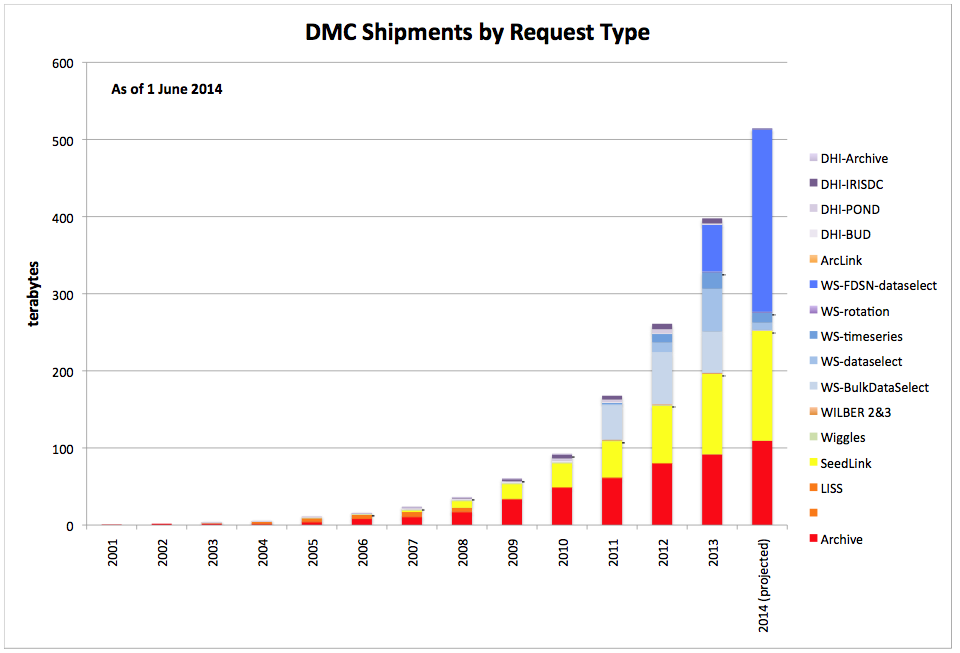 DMC Shipments by Request Type
As of 1 June 2014
terabytes
600
500
400
300
200
100
0
2001
2002
2003
2004
2005
2006
2007
2008
2009
2010
2011
2012
2013
2014 (projected)
DHI-Archive
DHI-IRISDC
DHI-POND
DHI-BUD
ArcLink
WS-FDSN-dataselect
WS-rotation
WS-timeseries
WS-dataselect
WS-BulkDataSelect
WILBER 2&3
Wiggles
SeedLink
LISS
Archive